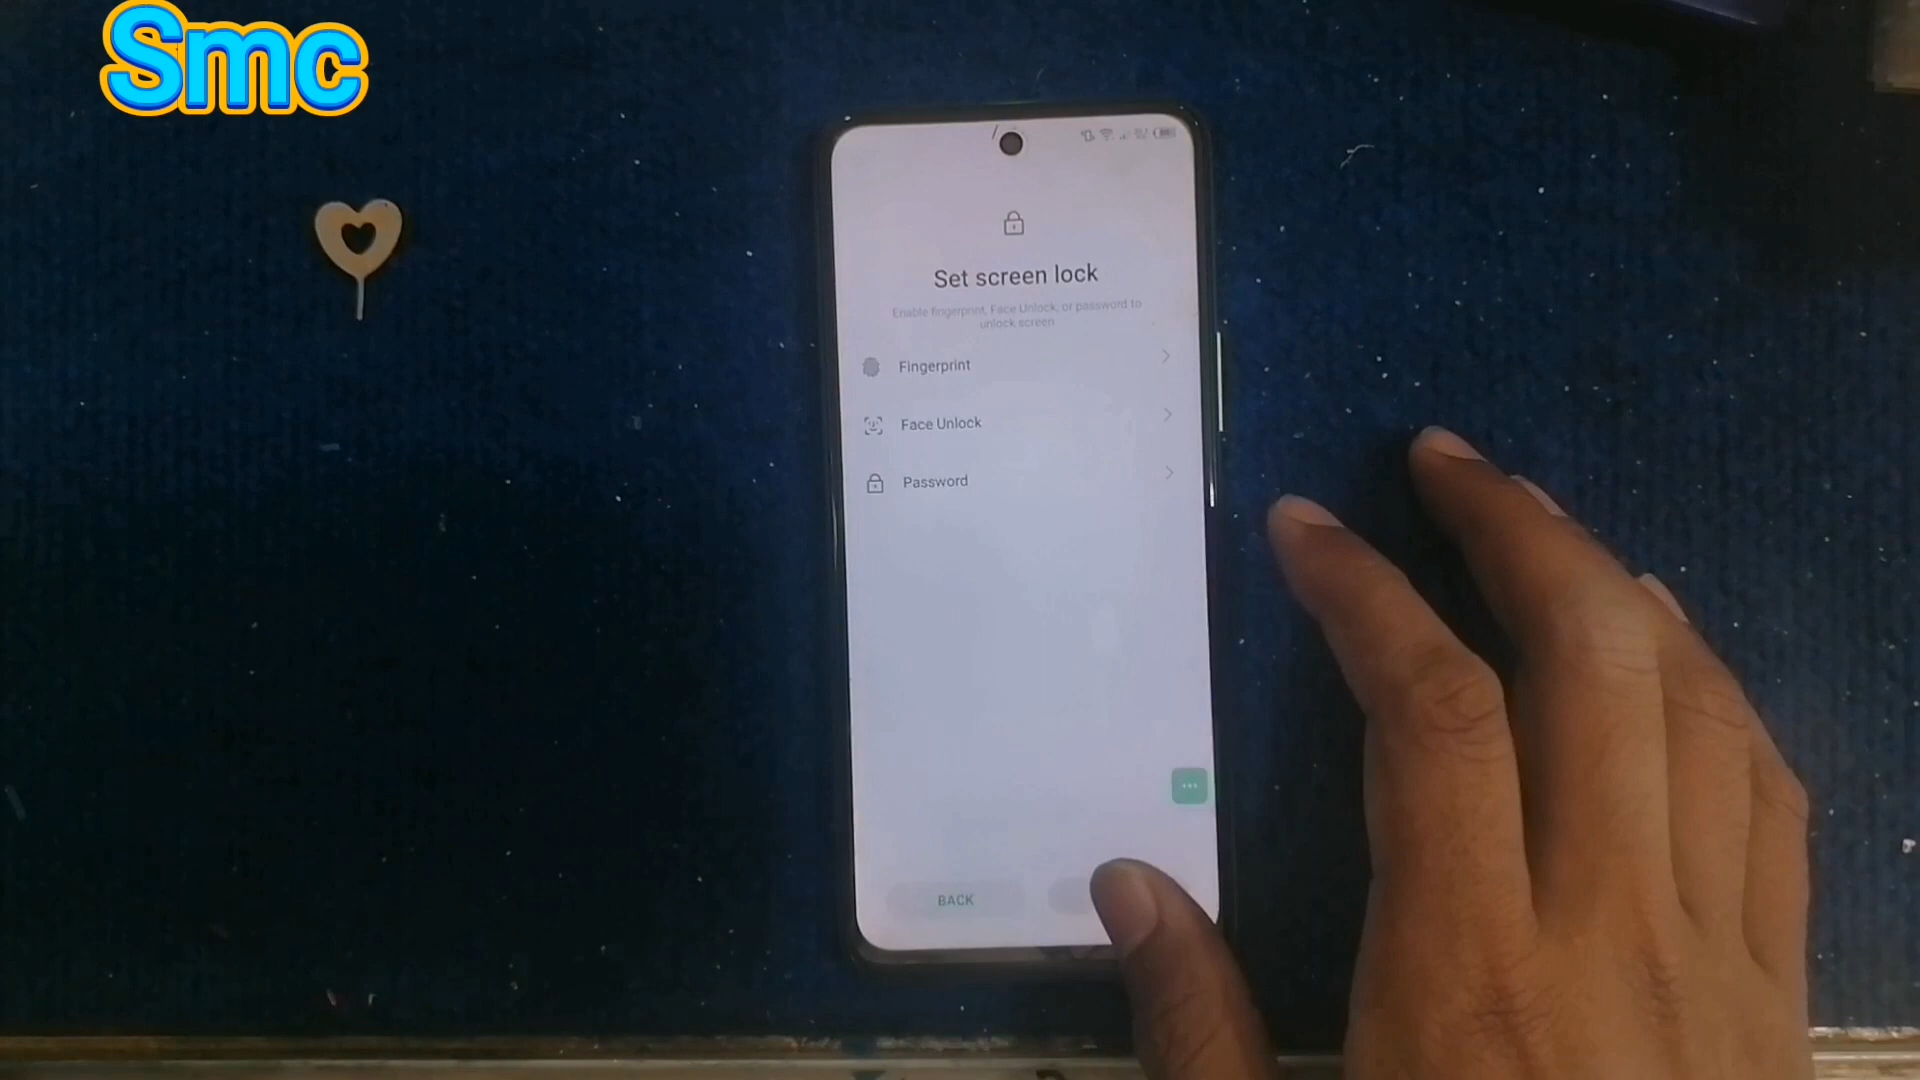 Smc
Set screen lock
Enable fingerprint, Face Unlock, or password to
unlock screen
Fingerprint
Face Unlock
Password
BACK